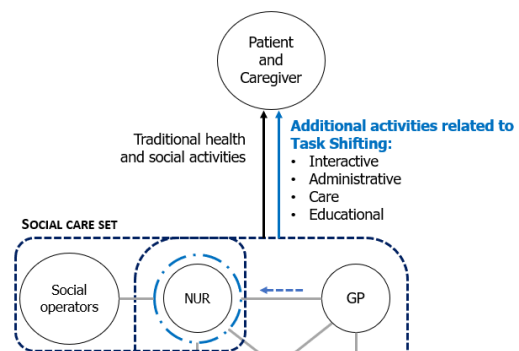 Patient
and
Caregiver
Traditional health
and social activities
Additional activities related to
Task Shifting:
• Interactive
• Administrative
• Care
• Educational
SOCIAL CARE SET
Social
operators
NUR
GP